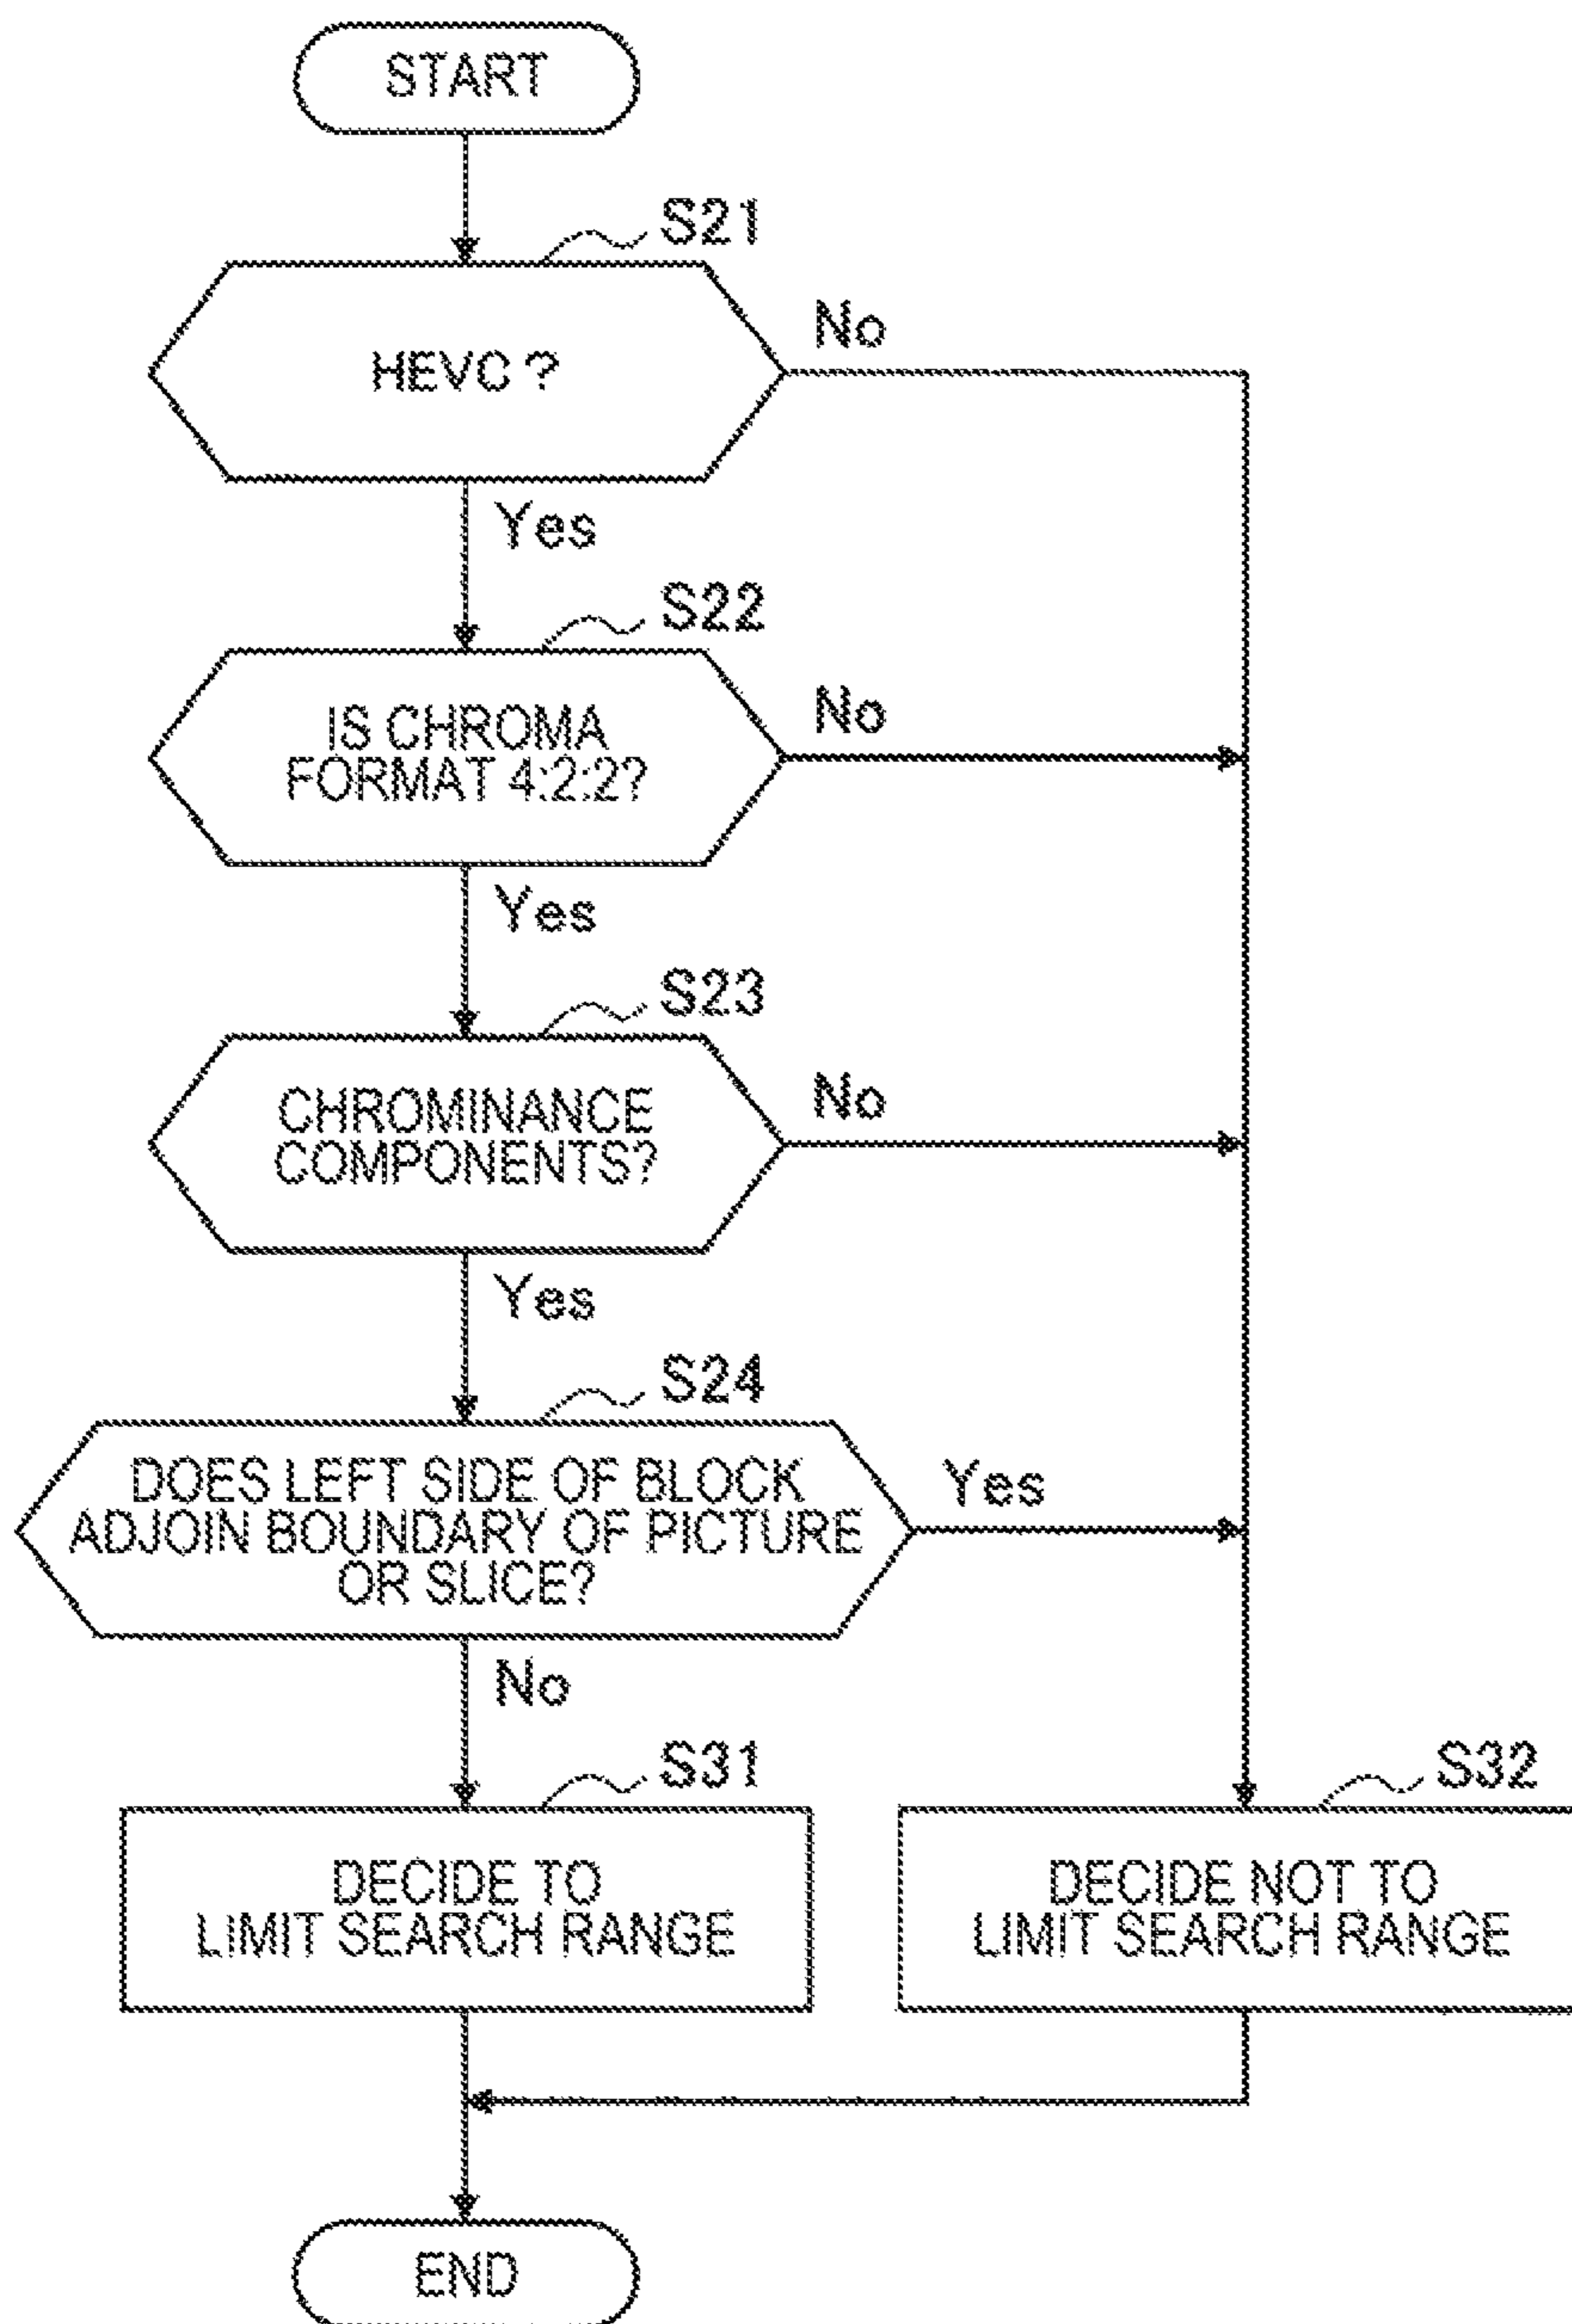 START
S21
HEVC ?
No
Yes
S22
IS CHROMA
FORMAT 4:2:2?
No
Yes
S23
CHROMINANCE
COMPONENTS?
No
Yes
S24
DOES LEFT SIDE OF BLOCK
ADJOIN BOUNDARY OF PICTURE
OR SLICE?
Yes
No
S31
DECIDE TO
LIMIT SEARCH RANGE
S32
DECIDE NOT TO
LIMIT SEARCH RANGE
END